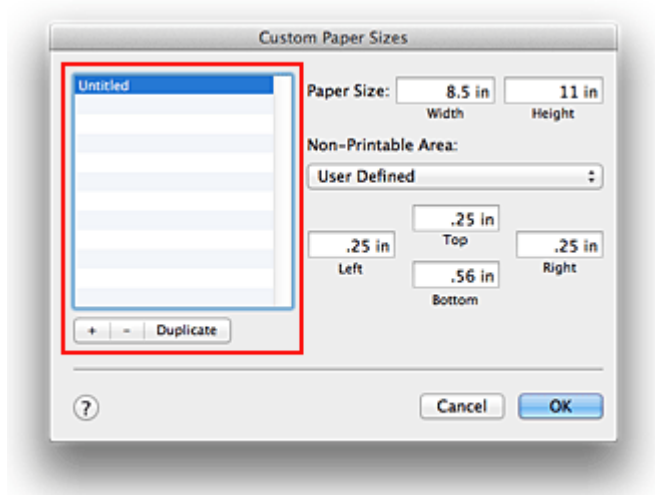 Custom Paper Sizes
Untitled
+ - Duplicate
Paper Size: 8.5 in 11 in
Width Height
Non-Printable Area:
User Defined
.25 in
Top
.25 in .25 in
Left Right
.56 in
Bottom
? Cancel OK